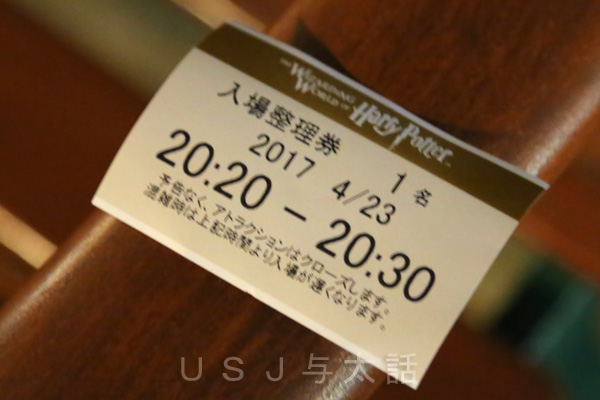 THE WIZARDING
WORLD OF Harry Potter
入場整理券
1名
2017 4/23
20:20 – 20:30
予告なく、アトラクションはクローズします。
混雑時は上記時間より入場が遅くなります。
USJ与太話